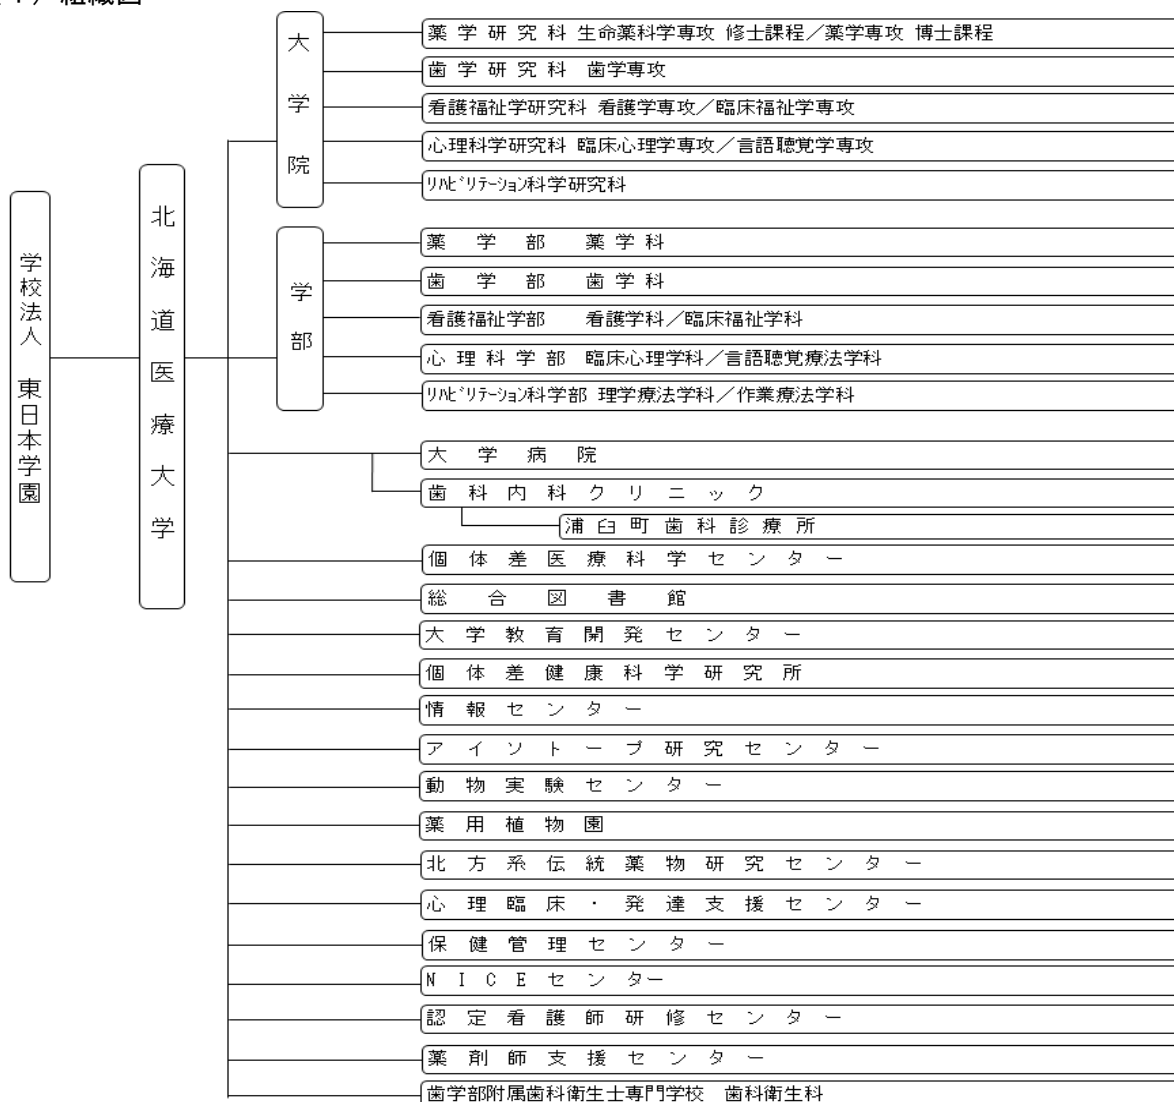 組織図
学校法人 東日本学園
北海道医療大学
大学院
薬学研究科 生命薬科学専攻 修士課程／薬学専攻 博士課程
歯学研究科 歯学専攻
看護福祉学研究科 看護学専攻／臨床福祉学専攻
心理科学研究科 臨床心理学専攻／言語聴覚学専攻
ﾘﾊﾋﾞﾘﾃｰｼｮﾝ科学研究科
学部
薬学部 薬学科
歯学部 歯学科
看護福祉学部 看護学科／臨床福祉学科
心理科学部 臨床心理学科／言語聴覚療法学科
ﾘﾊﾋﾞﾘﾃｰｼｮﾝ科学部 理学療法学科／作業療法学科
大学病院
歯科内科クリニック
浦臼町歯科診療所
個体差医療科学センター
総合図書館
大学教育開発センター
個体差健康科学研究所
情報センター
アイソトープ研究センター
動物実験センター
薬用植物園
北方系伝統薬物研究センター
心理臨床・発達支援センター
保健管理センター
NICEセンター
認定看護師研修センター
薬剤師支援センター
歯学部附属歯科衛生士専門学校 歯科衛生科